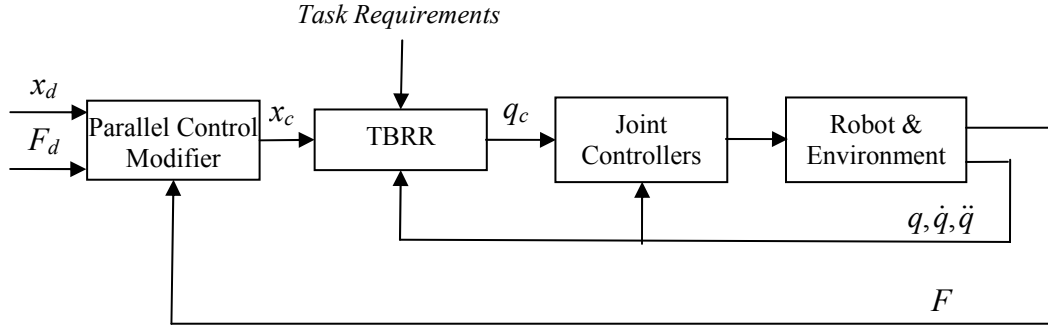 Task Requirements
x_d
F_d
Parallel Control
Modifier
x_c
TBRR
q_c
Joint
Controllers
Robot &
Environment
q, q̇, q̈
F